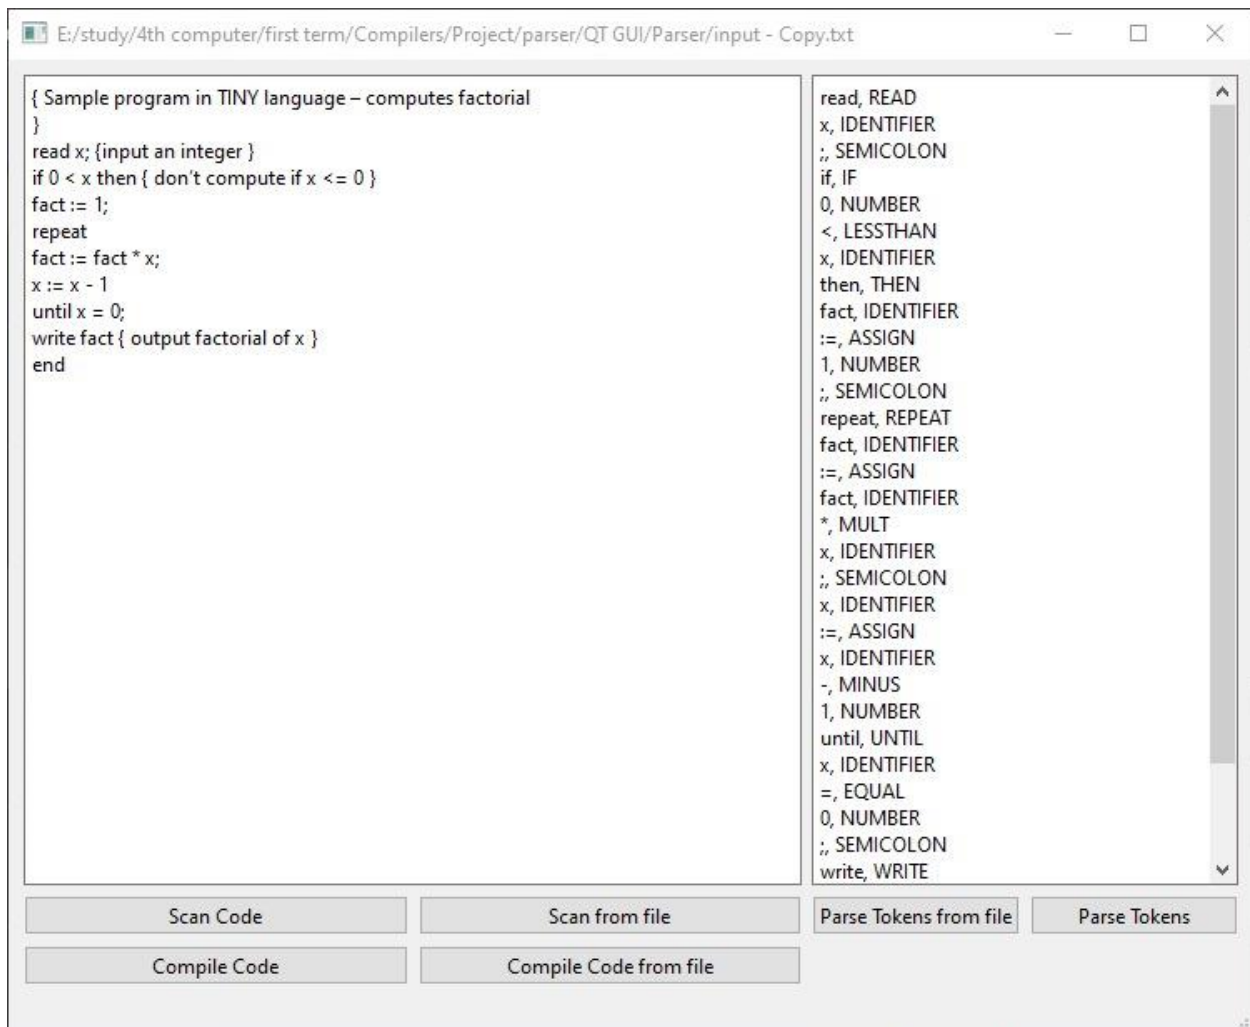 E:/study/4th computer/first term/Compilers/Project/parser/QT GUI/Parser/input - Copy.txt
{ Sample program in TINY language – computes factorial
}
read x; {input an integer }
if 0 < x then { don’t compute if x <= 0 }
fact := 1;
repeat
fact := fact * x;
x := x - 1
until x = 0;
write fact { output factorial of x }
end
read, READ
x, IDENTIFIER
;, SEMICOLON
if, IF
0, NUMBER
<, LESSTHAN
x, IDENTIFIER
then, THEN
fact, IDENTIFIER
:=, ASSIGN
1, NUMBER
;, SEMICOLON
repeat, REPEAT
fact, IDENTIFIER
:=, ASSIGN
fact, IDENTIFIER
*, MULT
x, IDENTIFIER
;, SEMICOLON
x, IDENTIFIER
:=, ASSIGN
x, IDENTIFIER
-, MINUS
1, NUMBER
until, UNTIL
x, IDENTIFIER
=, EQUAL
0, NUMBER
;, SEMICOLON
write, WRITE
Scan Code
Scan from file
Parse Tokens from file
Parse Tokens
Compile Code
Compile Code from file